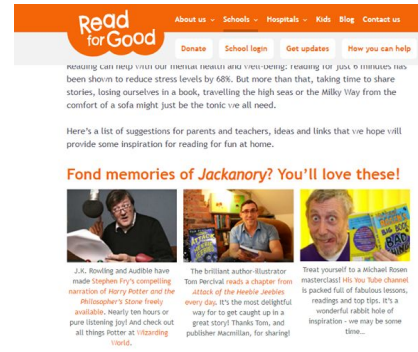 Read
for Good
About us Schools Hospitals Kids Blog Contact us
Donate School login Get updates How you can help
Reading can help with our mental health and well-being: reading for just 6 minutes has
been shown to reduce stress levels by 68%. But more than that, taking time to share
stories, losing ourselves in a book, travelling the high seas or the Milky Way from the
comfort of a sofa might just be the tonic we all need.
Here's a list of suggestions for parents and teachers, ideas and links that we hope will
provide some inspiration for reading for fun at home.
Fond memories of Jackanory? You'll love these!
J.K. Rowling and Audible have
made Stephen Fry's compelling
narration of Harry Potter and the
Philosopher's Stone freely
available. Nearly ten hours or
pure listening joy! And check out
all things Potter at Wizarding
World.
The brilliant author-illustrator
Tom Percival reads a chapter from
Attack of the Heebie Jeebies
every day. It's the most delightful
way for to get caught up in a
great story! Thanks Tom, and
publisher Macmillan, for sharing!
Treat yourself to a Michael Rosen
masterclass! His You Tube channel
is packed full of fabulous lessons,
readings and top tips. It's a
wonderful rabbit hole of
inspiration - we may be some
time...